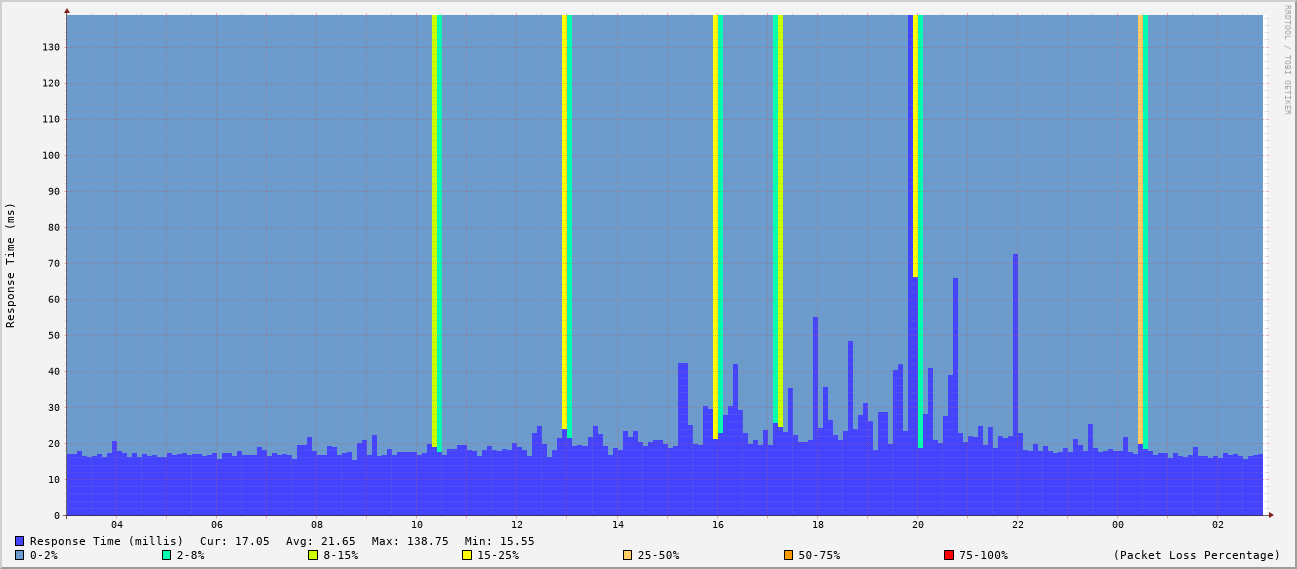 RRDTOOL / TOBI OETIKER
Response Time (ms)
130
120
110
100
90
80
70
60
50
40
30
20
10
0
04 06 08 10 12 14 16 18 20 22 00 02
Response Time (millis) Cur: 17.05 Avg: 21.65 Max: 138.75 Min: 15.55
0-2% 2-8% 8-15% 15-25% 25-50% 50-75% 75-100% (Packet Loss Percentage)